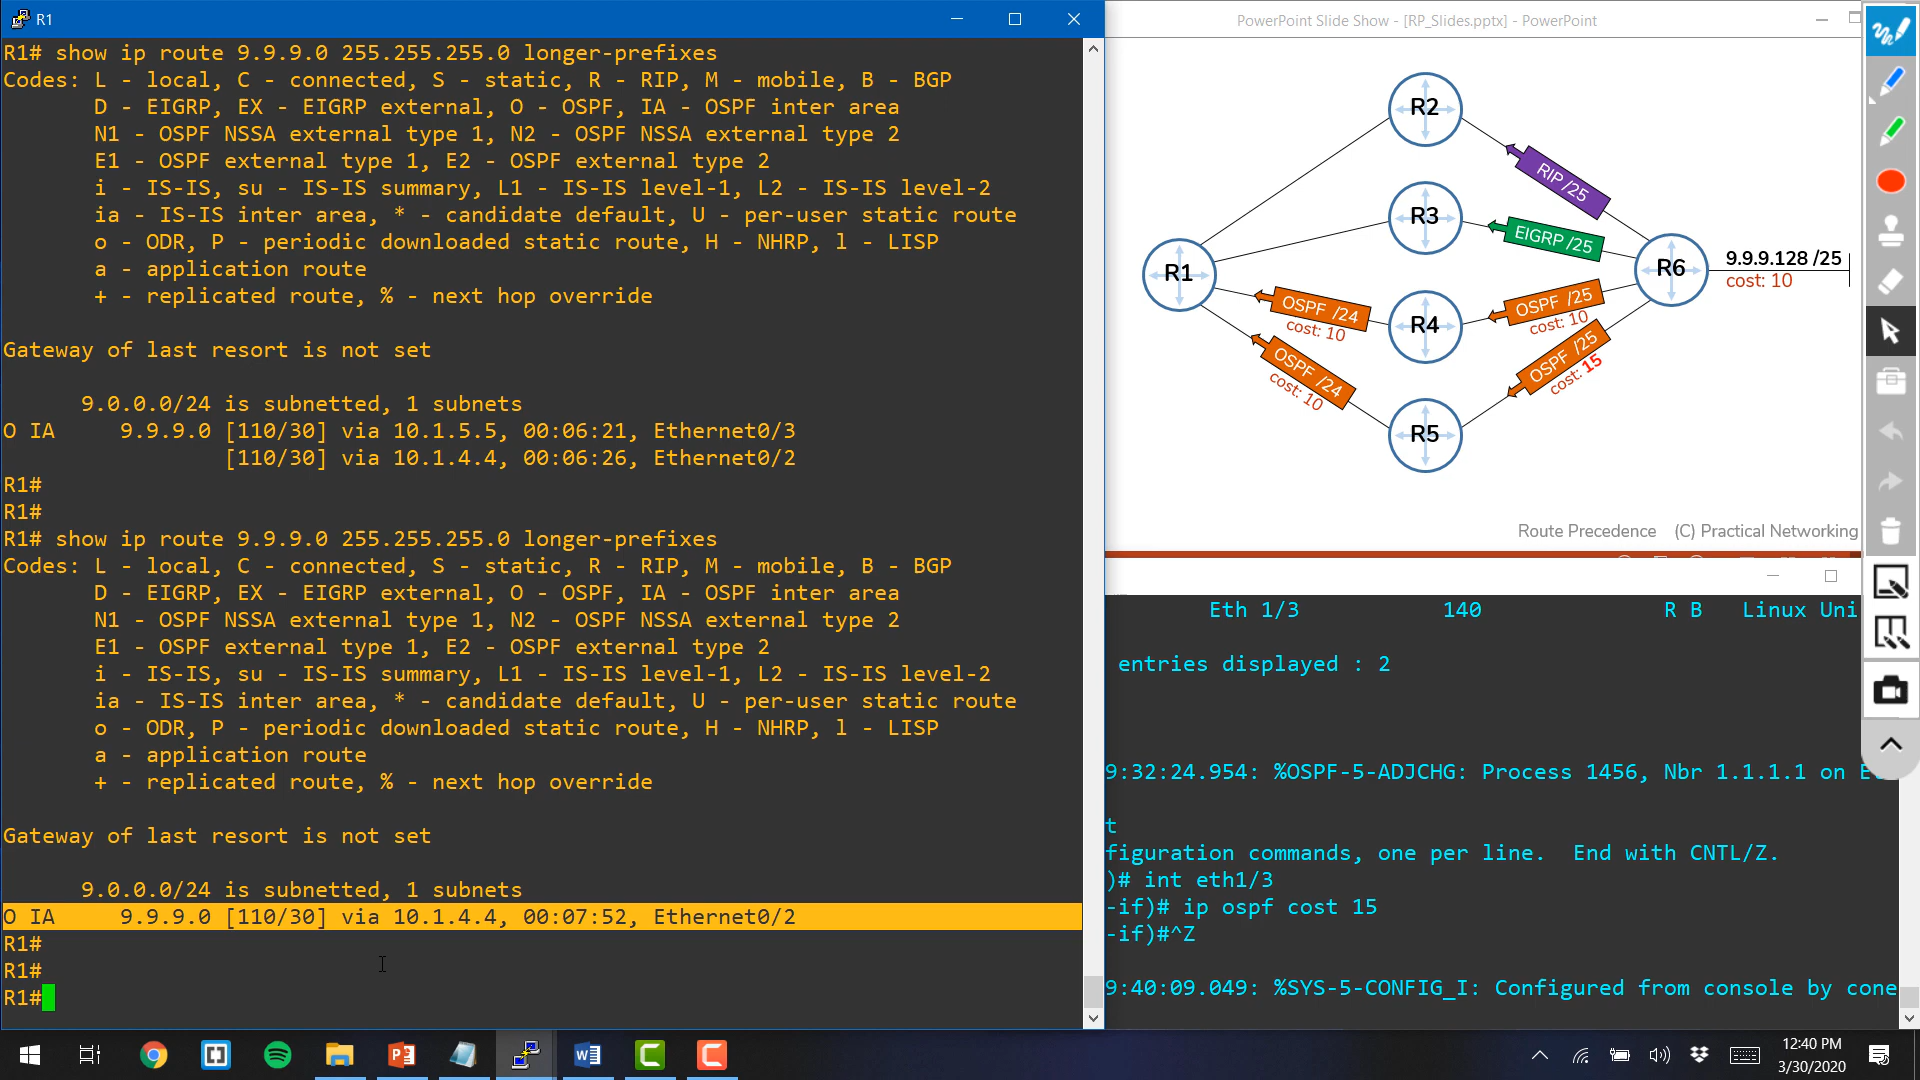 R1
R1# show ip route 9.9.9.0 255.255.255.0 longer-prefixes
Codes: L - local, C - connected, S - static, R - RIP, M - mobile, B - BGP
D - EIGRP, EX - EIGRP external, O - OSPF, IA - OSPF inter area
N1 - OSPF NSSA external type 1, N2 - OSPF NSSA external type 2
E1 - OSPF external type 1, E2 - OSPF external type 2
i - IS-IS, su - IS-IS summary, L1 - IS-IS level-1, L2 - IS-IS level-2
ia - IS-IS inter area, * - candidate default, U - per-user static route
o - ODR, P - periodic downloaded static route, H - NHRP, l - LISP
a - application route
+ - replicated route, % - next hop override
Gateway of last resort is not set
9.0.0.0/24 is subnetted, 1 subnets
O IA 9.9.9.0 [110/30] via 10.1.5.5, 00:06:21, Ethernet0/3
[110/30] via 10.1.4.4, 00:06:26, Ethernet0/2
R1#
R1#
R1# show ip route 9.9.9.0 255.255.255.0 longer-prefixes
Codes: L - local, C - connected, S - static, R - RIP, M - mobile, B - BGP
D - EIGRP, EX - EIGRP external, O - OSPF, IA - OSPF inter area
N1 - OSPF NSSA external type 1, N2 - OSPF NSSA external type 2
E1 - OSPF external type 1, E2 - OSPF external type 2
i - IS-IS, su - IS-IS summary, L1 - IS-IS level-1, L2 - IS-IS level-2
ia - IS-IS inter area, * - candidate default, U - per-user static route
o - ODR, P - periodic downloaded static route, H - NHRP, l - LISP
a - application route
+ - replicated route, % - next hop override
Gateway of last resort is not set
9.0.0.0/24 is subnetted, 1 subnets
O IA 9.9.9.0 [110/30] via 10.1.4.4, 00:07:52, Ethernet0/2
R1#
R1#
R1#
PowerPoint Slide Show - [RP_Slides.pptx] - PowerPoint
R2
RIP /25
R3
EIGRP /25
R1
R6
9.9.9.128 /25
cost: 10
OSPF /24
cost: 10
R4
OSPF /25
cost: 10
OSPF /24
cost: 10
OSPF /25
cost: 15
R5
Route Precedence (C) Practical Networking
Eth 1/3 140 R B Linux Uni
entries displayed : 2
9:32:24.954: %OSPF-5-ADJCHG: Process 1456, Nbr 1.1.1.1 on
t
figuration commands, one per line. End with CNTL/Z.
)# int eth1/3
-if)# ip ospf cost 15
-if)#^Z
9:40:09.049: %SYS-5-CONFIG_I: Configured from console by cone
12:40 PM
3/30/2020